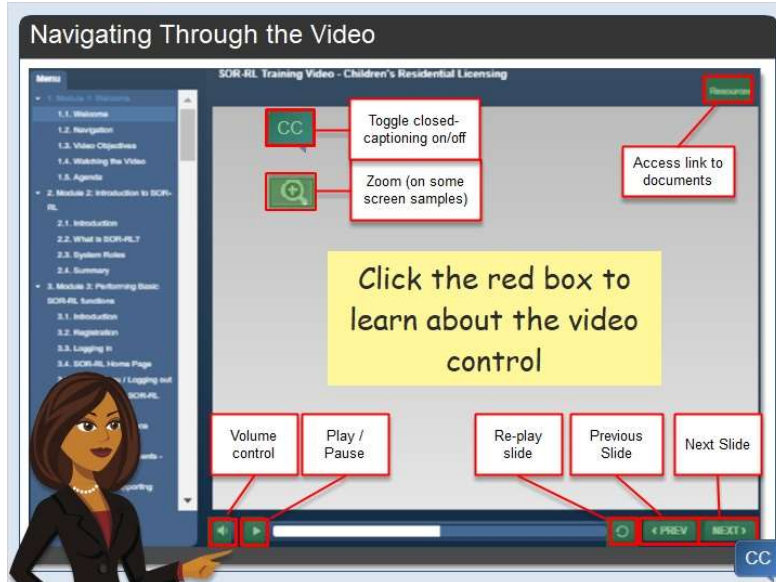 Navigating Through the Video
Menu
SOR-RL Training Video - Children's Residential Licensing
Resources
1. Module 1: Welcome
1.1. Welcome
1.2. Navigation
1.3. Video Objectives
1.4. Watching the Video
1.5. Agenda
2. Module 2: Introduction to SOR-
RL
2.1. Introduction
2.2. What is SOR-RL?
2.3. System Roles
2.4. Summary
3. Module 3: Performing Basic
SOR-RL functions
3.1. Introduction
3.2. Registration
3.3. Logging in
3.4. SOR-RL Home Page
/ Logging out
SOR-RL
ents -
porting
CC
Toggle closed-
captioning on/off
Zoom (on some
screen samples)
Access link to
documents
Click the red box to
learn about the video
control
Volume
control
Play /
Pause
Re-play
slide
Previous
Slide
Next Slide
< PREV
NEXT >
CC